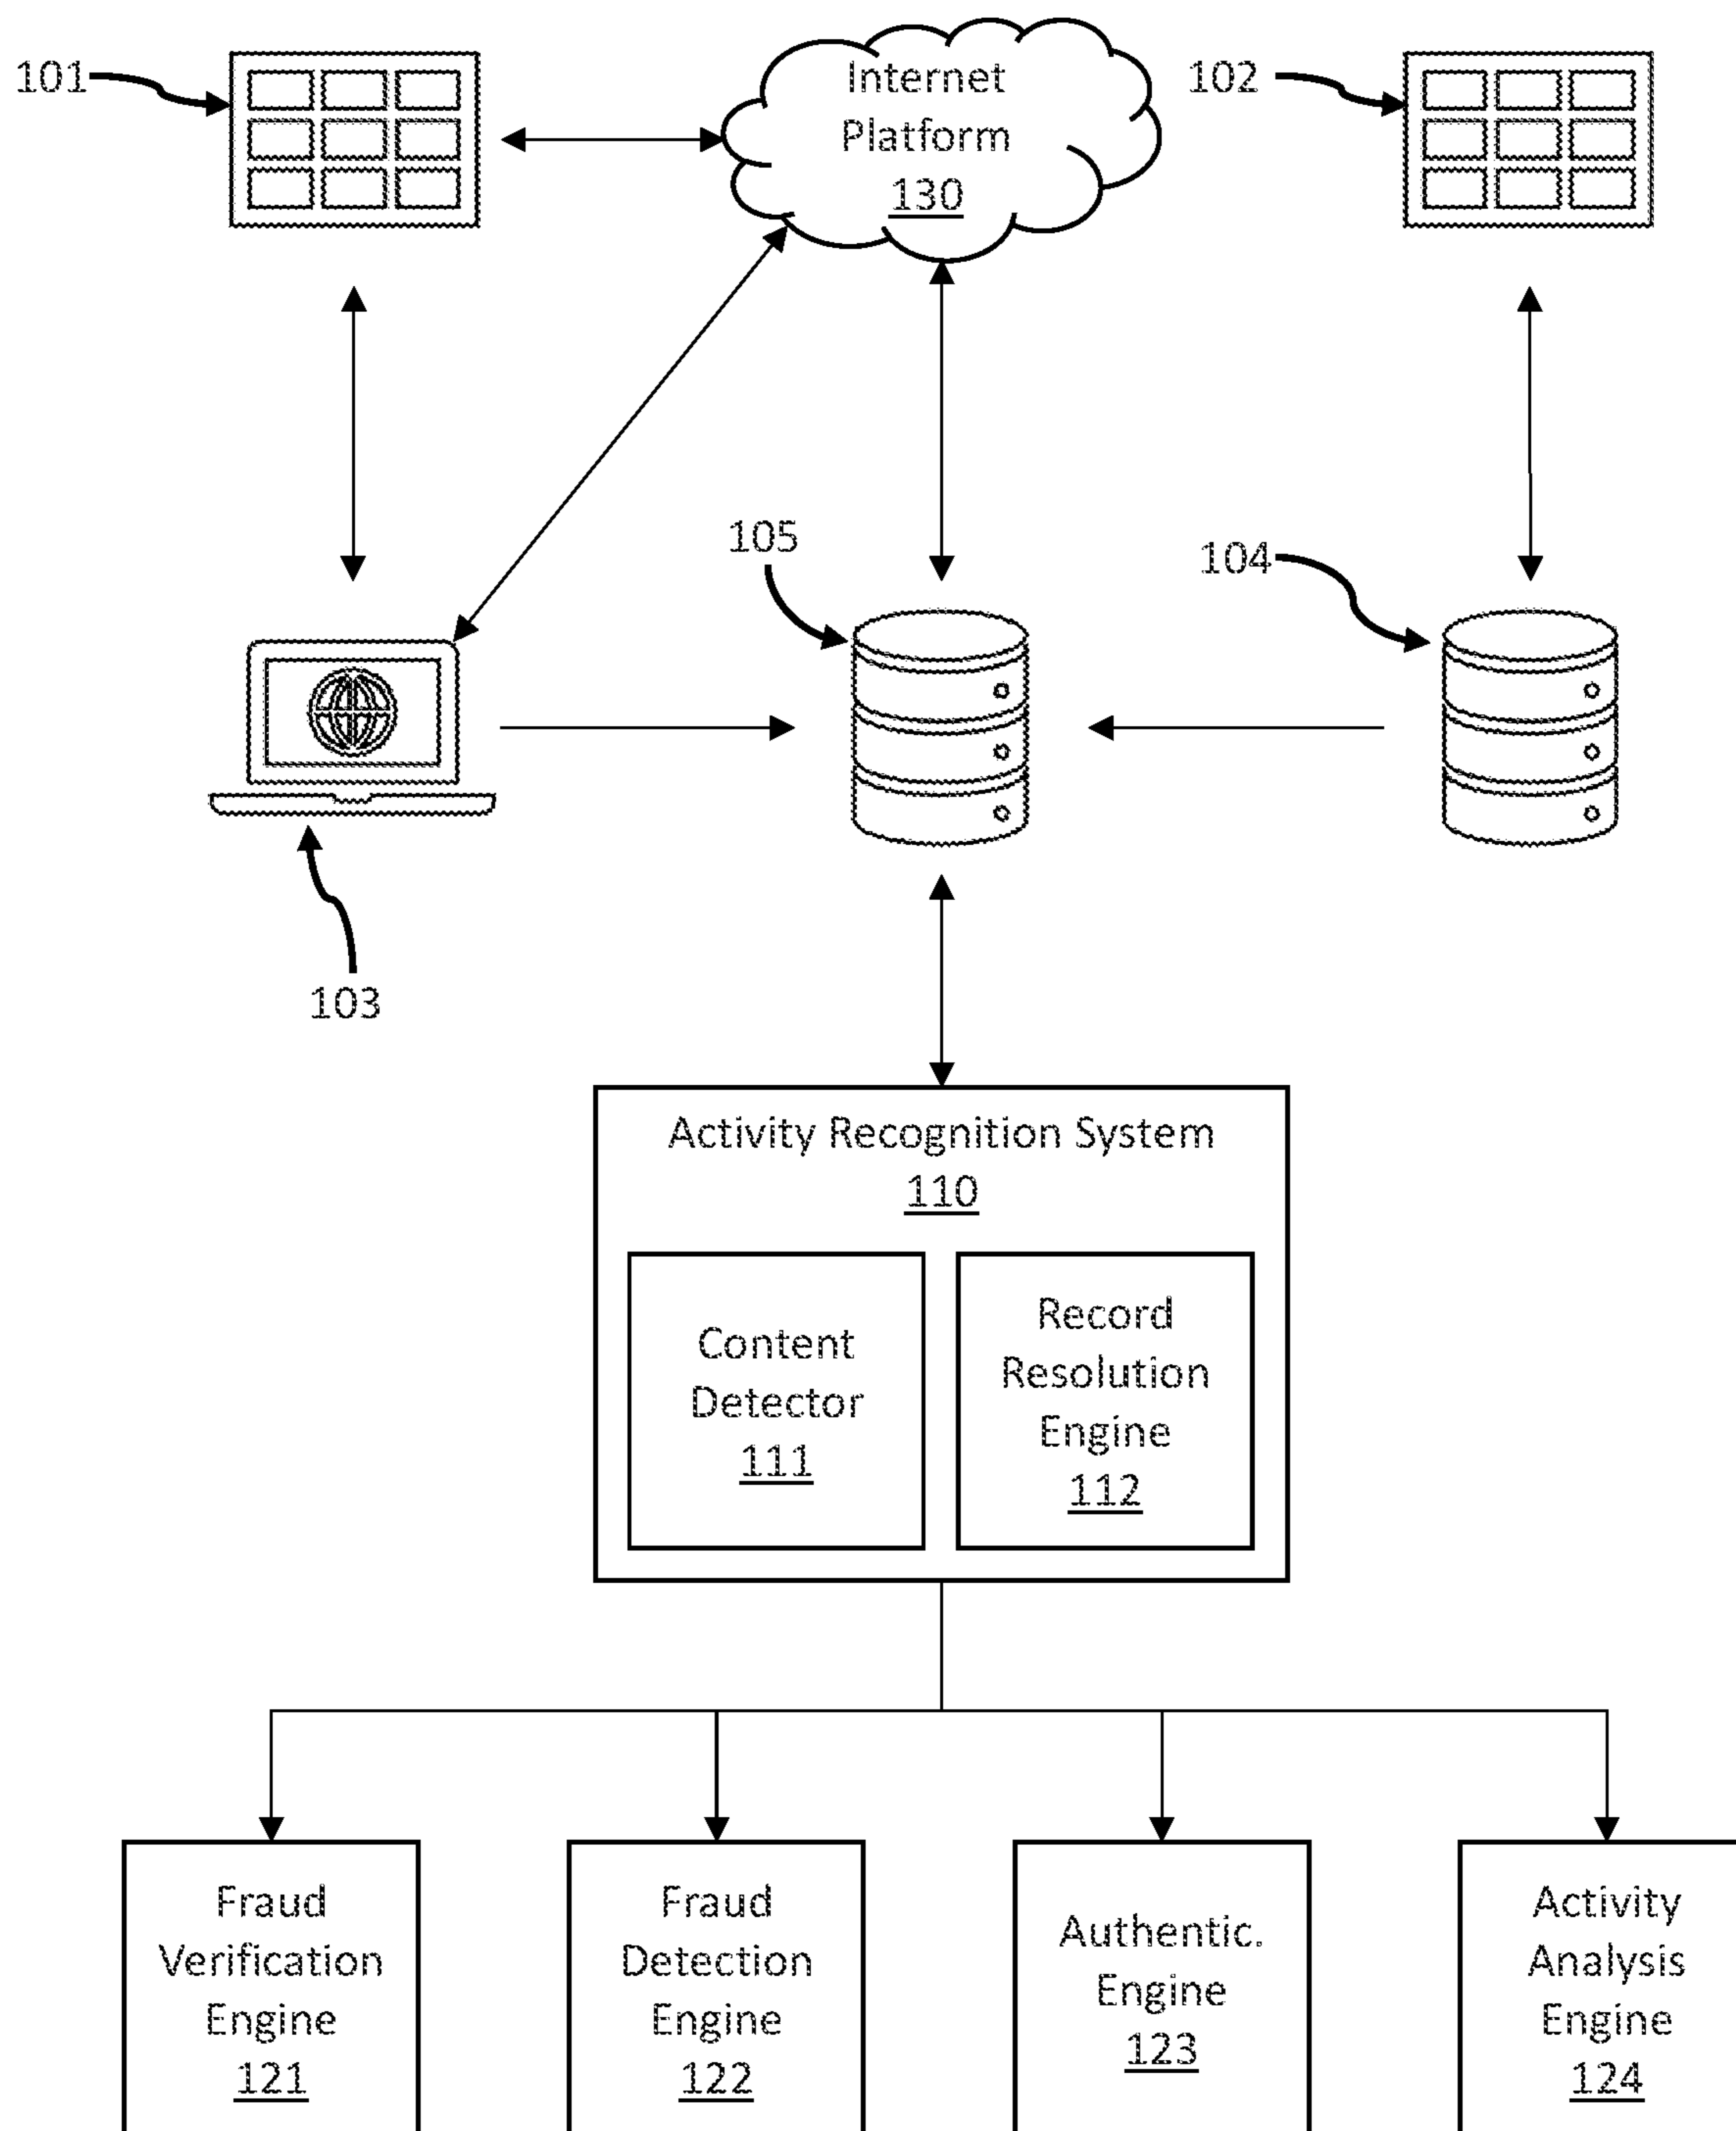 101
Internet
Platform
130
102
105
104
103
Activity Recognition System
110
Content
Detector
111
Record
Resolution
Engine
112
Fraud
Verification
Engine
121
Fraud
Detection
Engine
122
Authentic.
Engine
123
Activity
Analysis
Engine
124